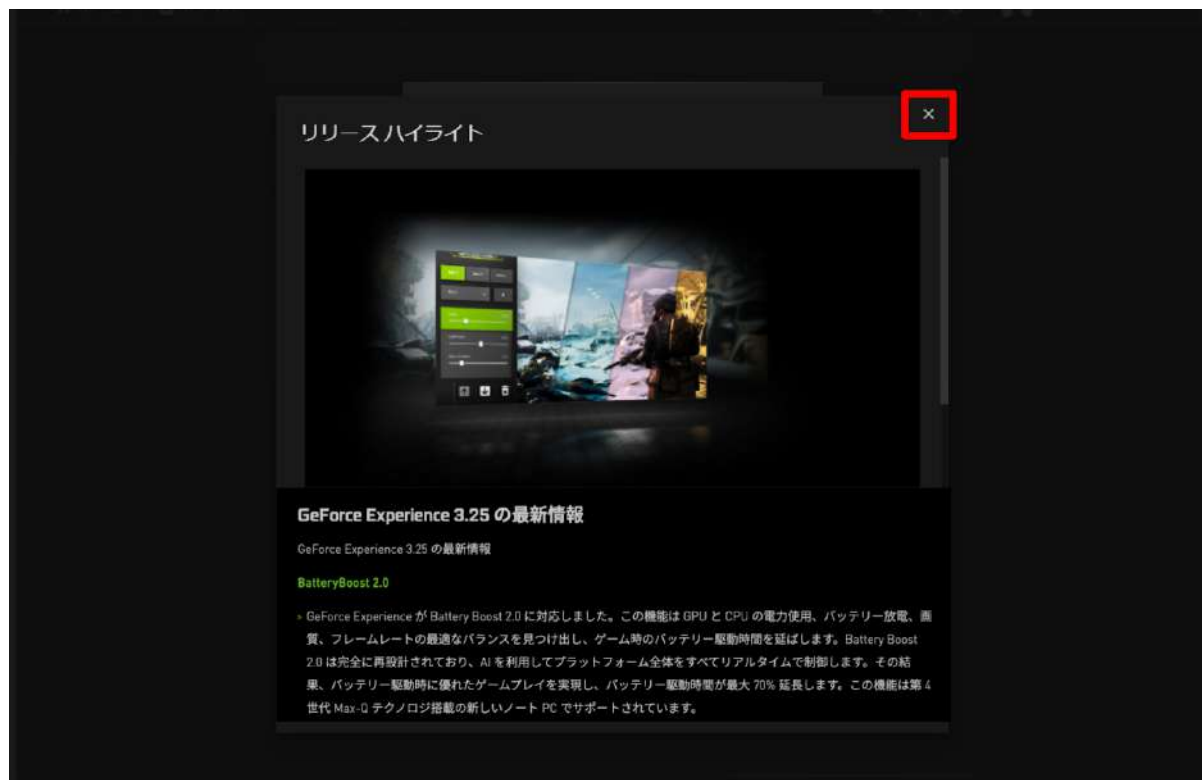 リリース ハイライト
×
GeForce Experience 3.25 の最新情報
GeForce Experience 3.25 の最新情報
BatteryBoost 2.0
» GeForce Experience が Battery Boost 2.0 に対応しました。この機能は GPU と CPU の電力使用、バッテリー放電、画
質、フレームレートの最適なバランスを見つけ出し、ゲーム時のバッテリー駆動時間を延ばします。Battery Boost
2.0 は完全に再設計されており、AI を利用してプラットフォーム全体をすべてリアルタイムで制御します。その結
果、バッテリー駆動時に優れたゲームプレイを実現し、バッテリー駆動時間が最大 70% 延長します。この機能は第 4
世代 Max-Q テクノロジ搭載の新しいノート PC でサポートされています。